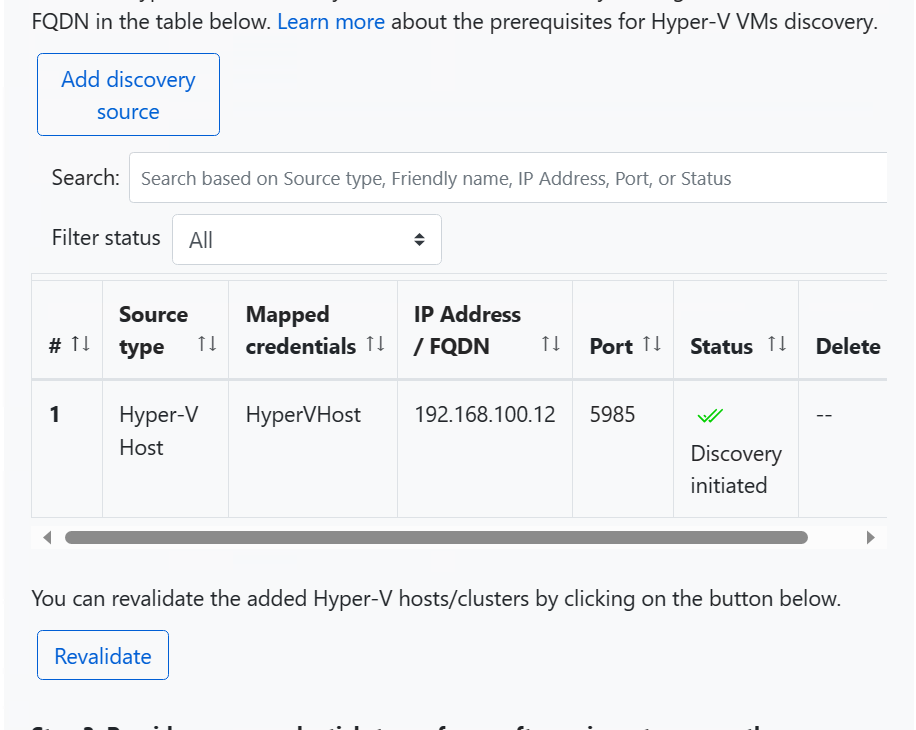 FQDN in the table below. Learn more about the prerequisites for Hyper-V VMs discovery.
Add discovery
source
Search: Search based on Source type, Friendly name, IP Address, Port, or Status
Filter status All
# ↑↓ Source type ↑↓ Mapped credentials ↑↓ IP Address / FQDN ↑↓ Port ↑↓ Status ↑↓ Delete
1 Hyper-V Host HyperVHost 192.168.100.12 5985 Discovery initiated --
You can revalidate the added Hyper-V hosts/clusters by clicking on the button below.
Revalidate